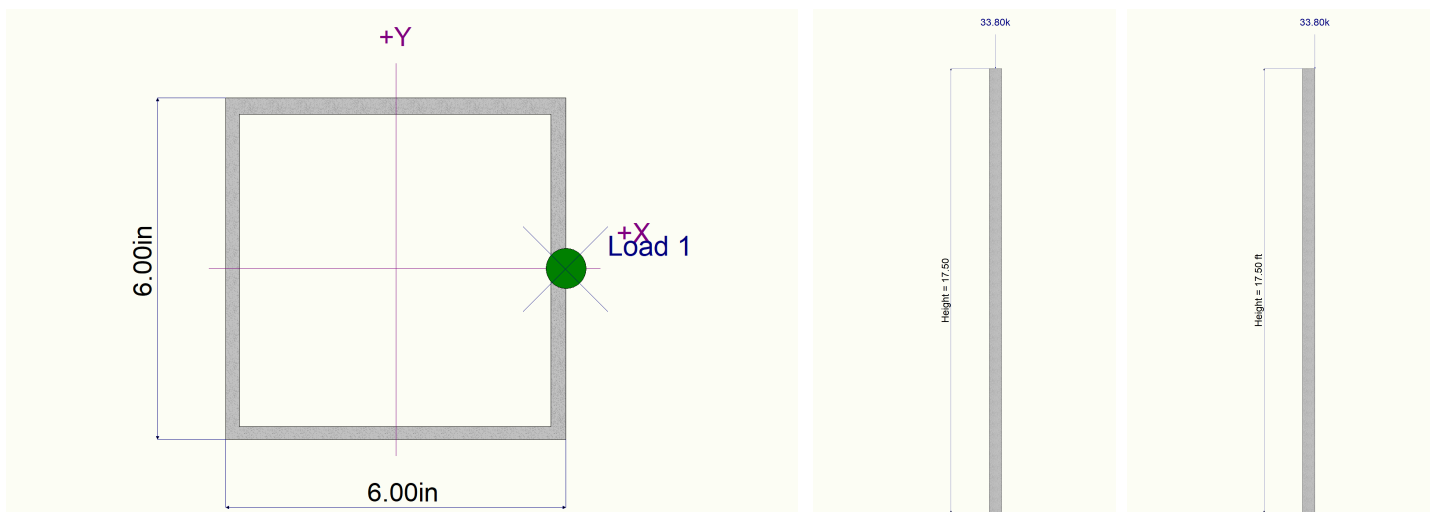 +Y
6.00in
+X
Load 1
6.00in
33.80k
Height = 17.50
33.80k
Height = 17.50 ft